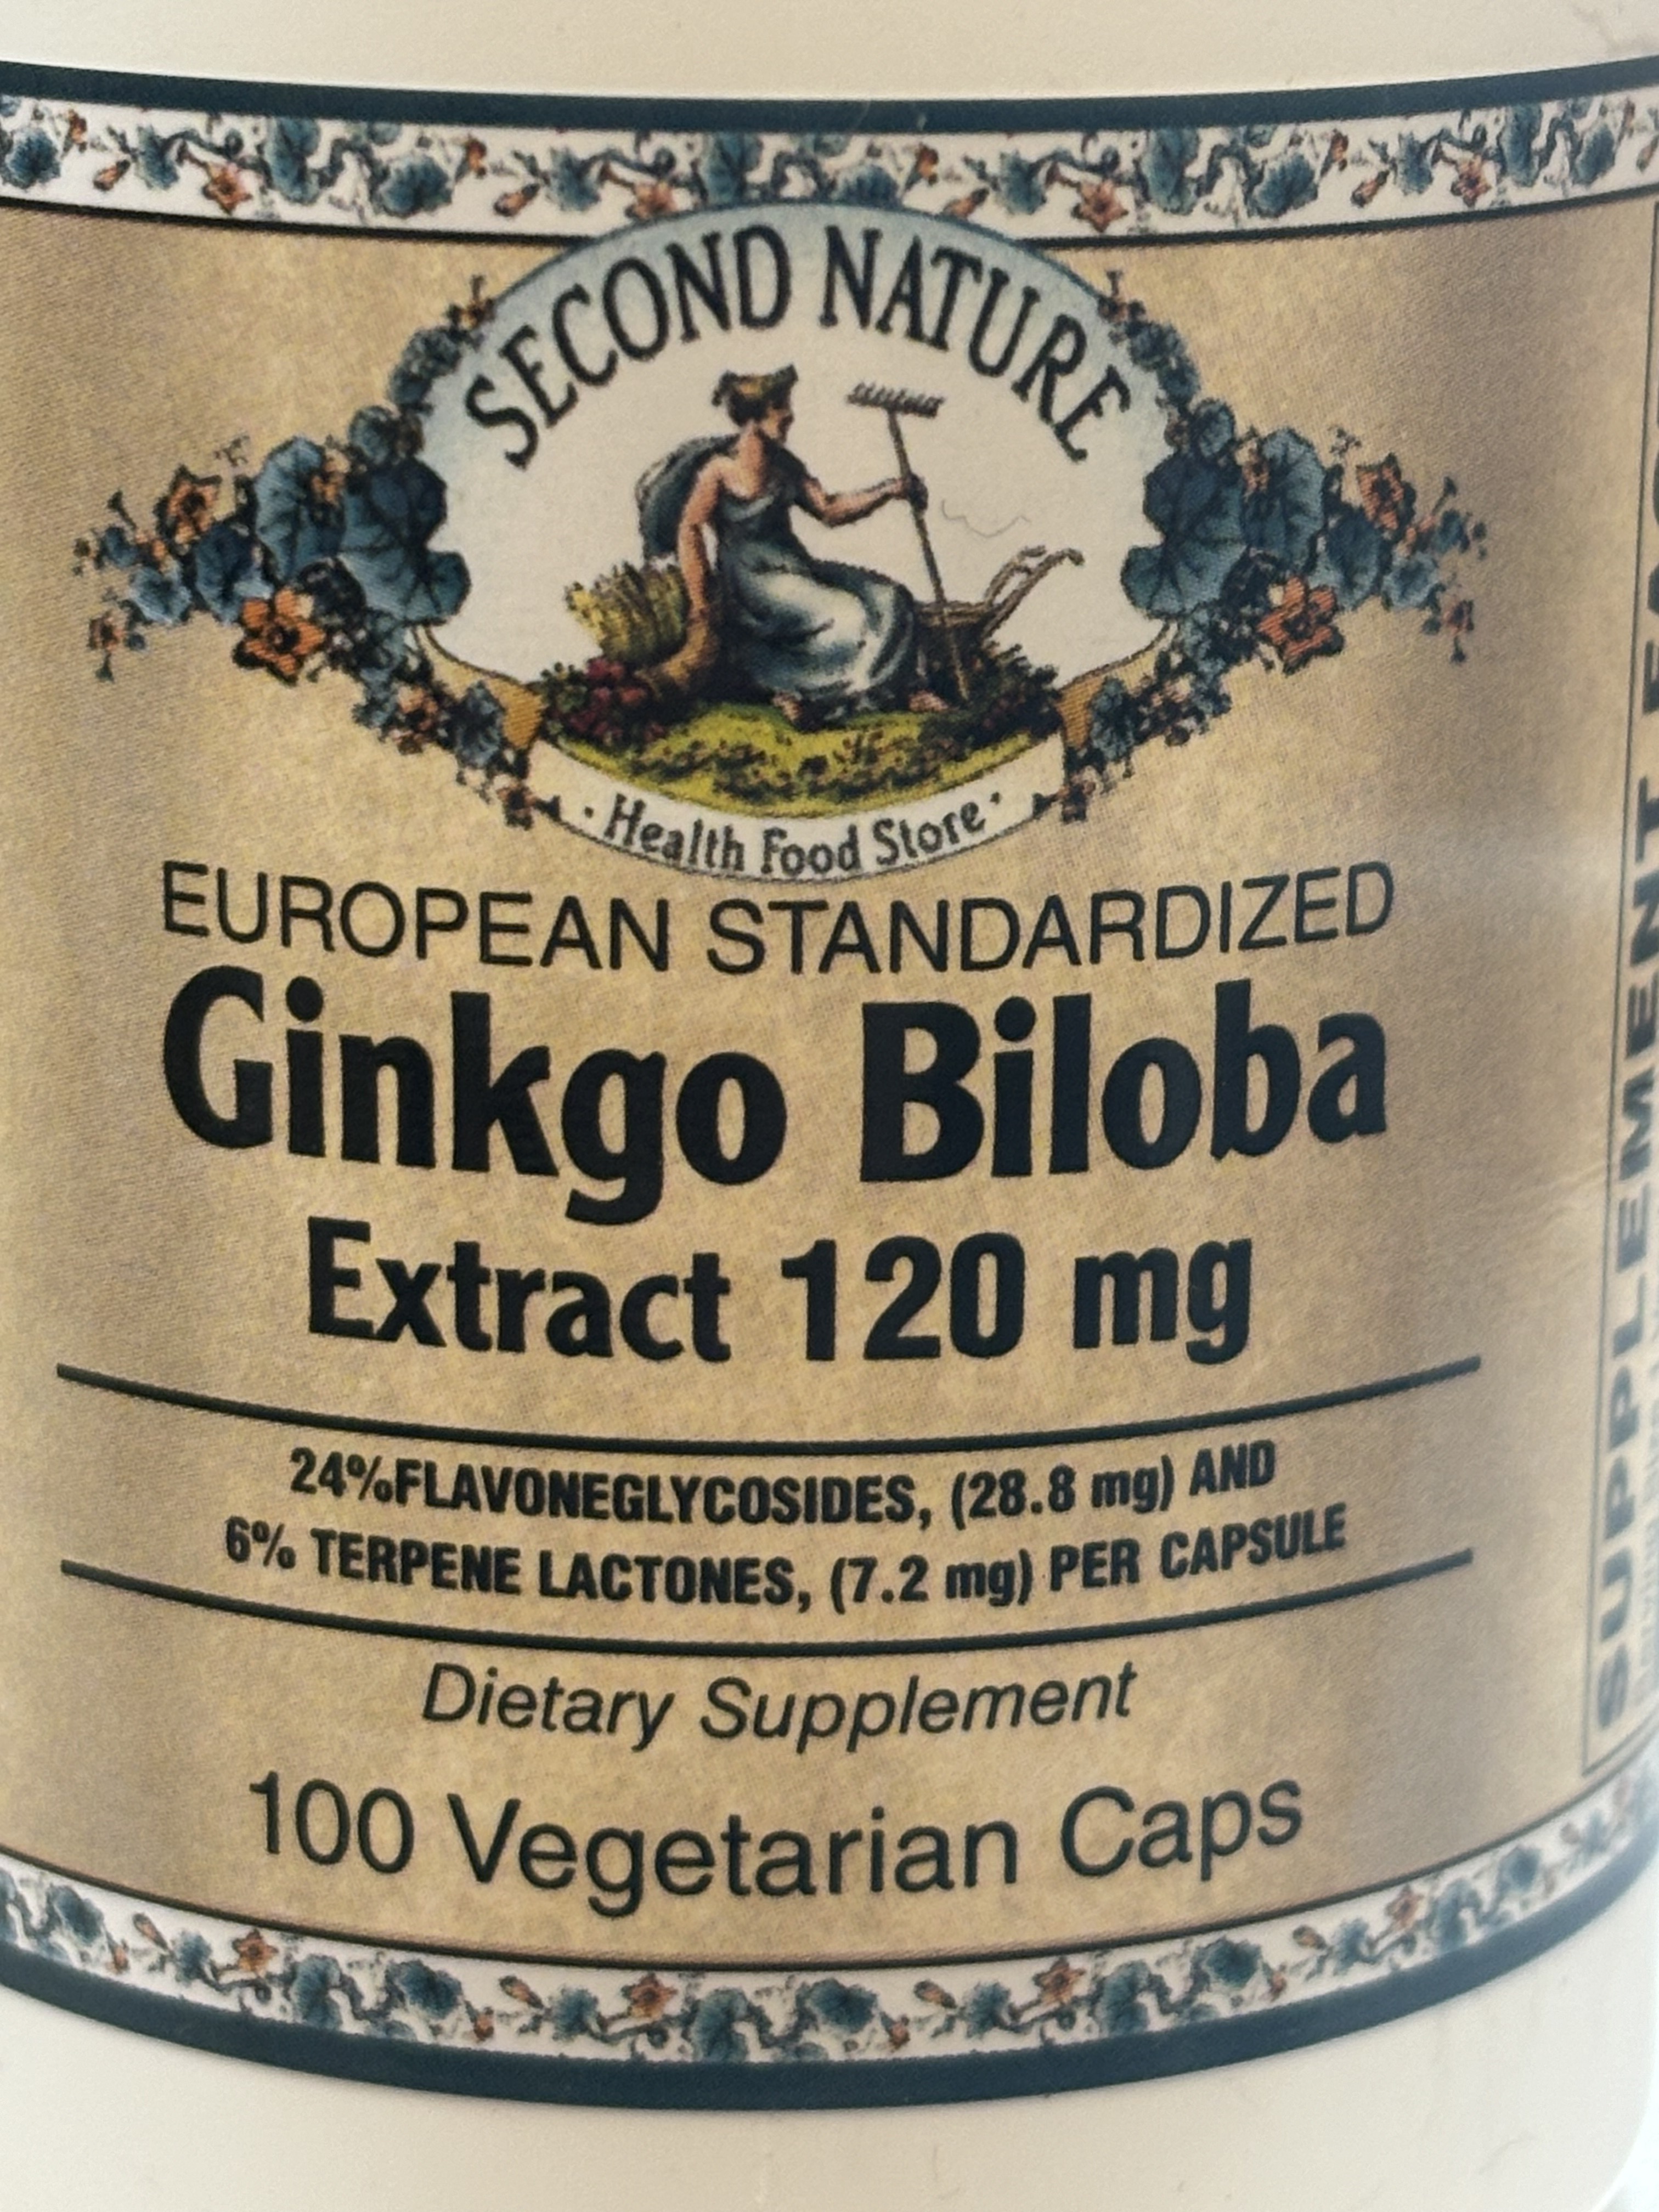 SECOND NATURE
· Health Food Store ·
EUROPEAN STANDARDIZED
Ginkgo Biloba
Extract 120 mg
24%FLAVONEGLYCOSIDES, (28.8 mg) AND
6% TERPENE LACTONES, (7.2 mg) PER CAPSULE
Dietary Supplement
100 Vegetarian Caps
SUPPLEMENT